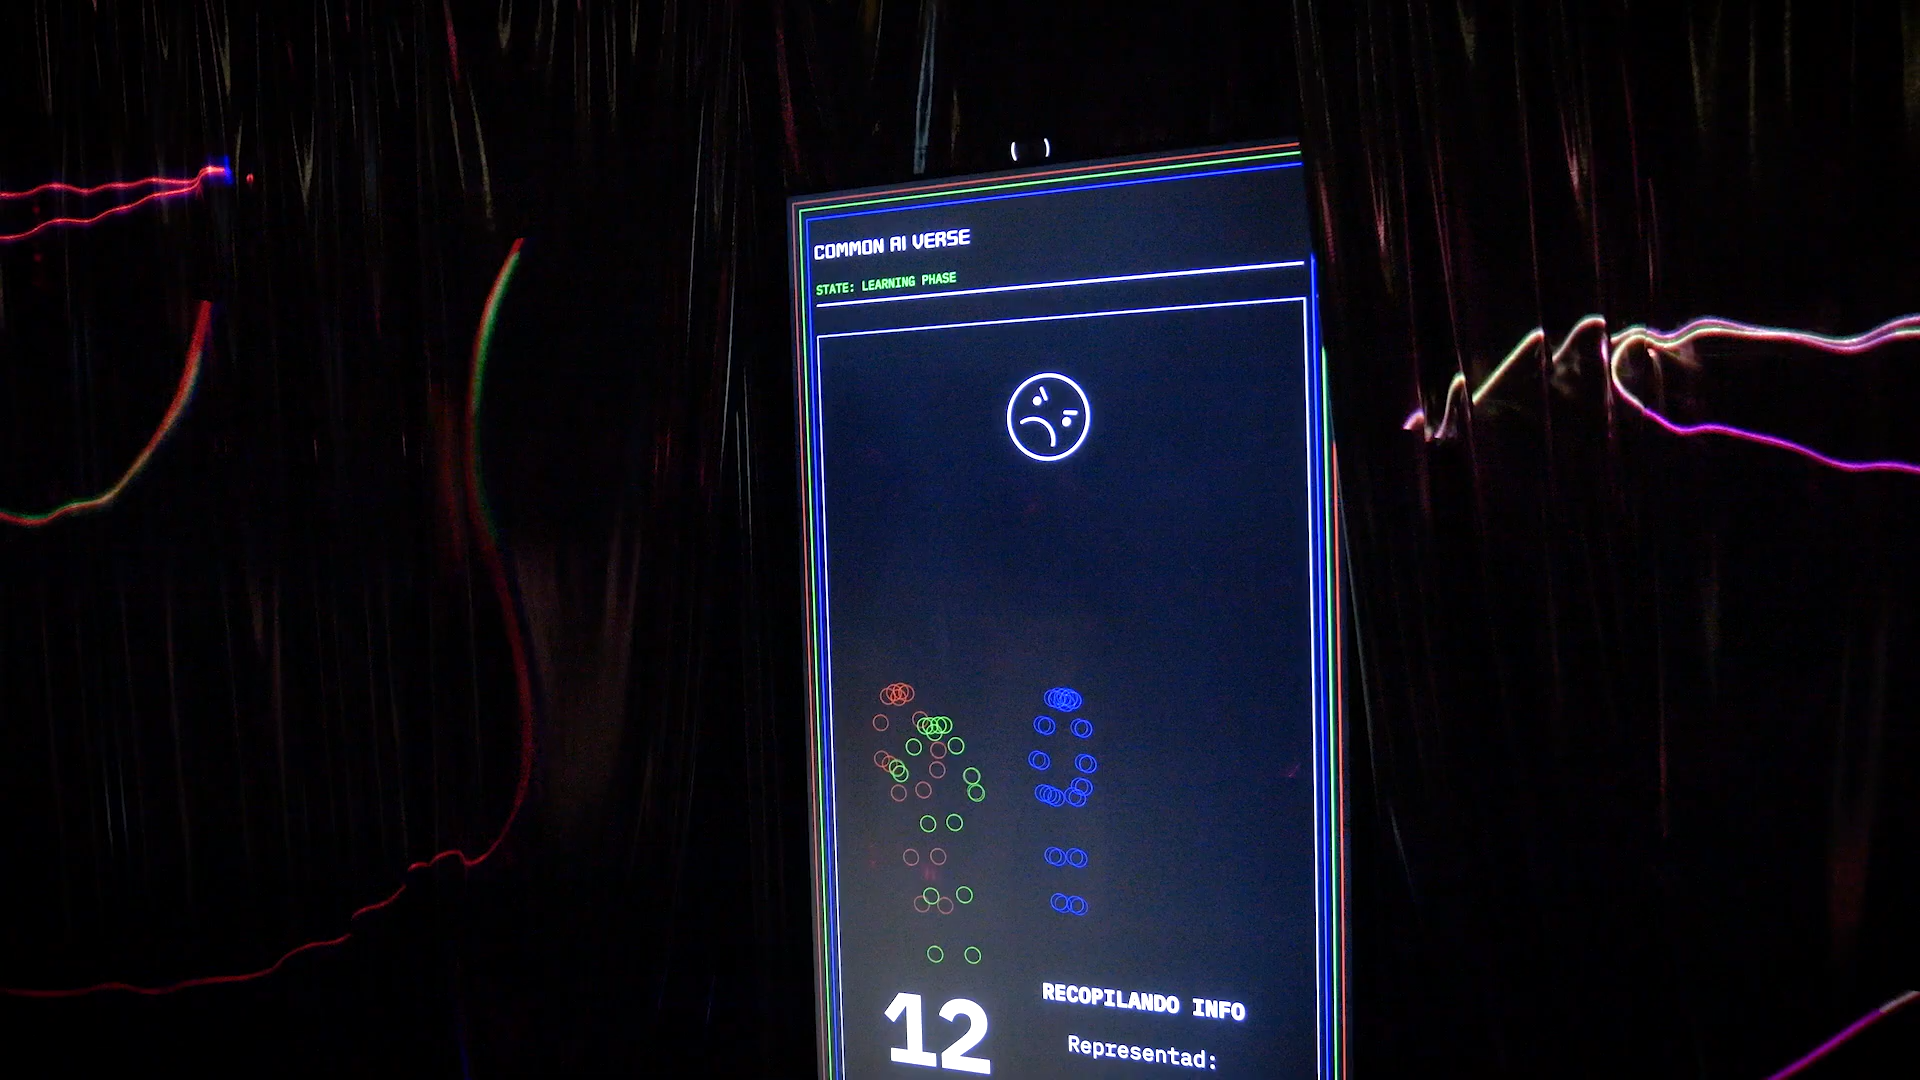 COMMON AI VERSE
STATE: LEARNING PHASE
RECOPILANDO INFO
12
Representad: